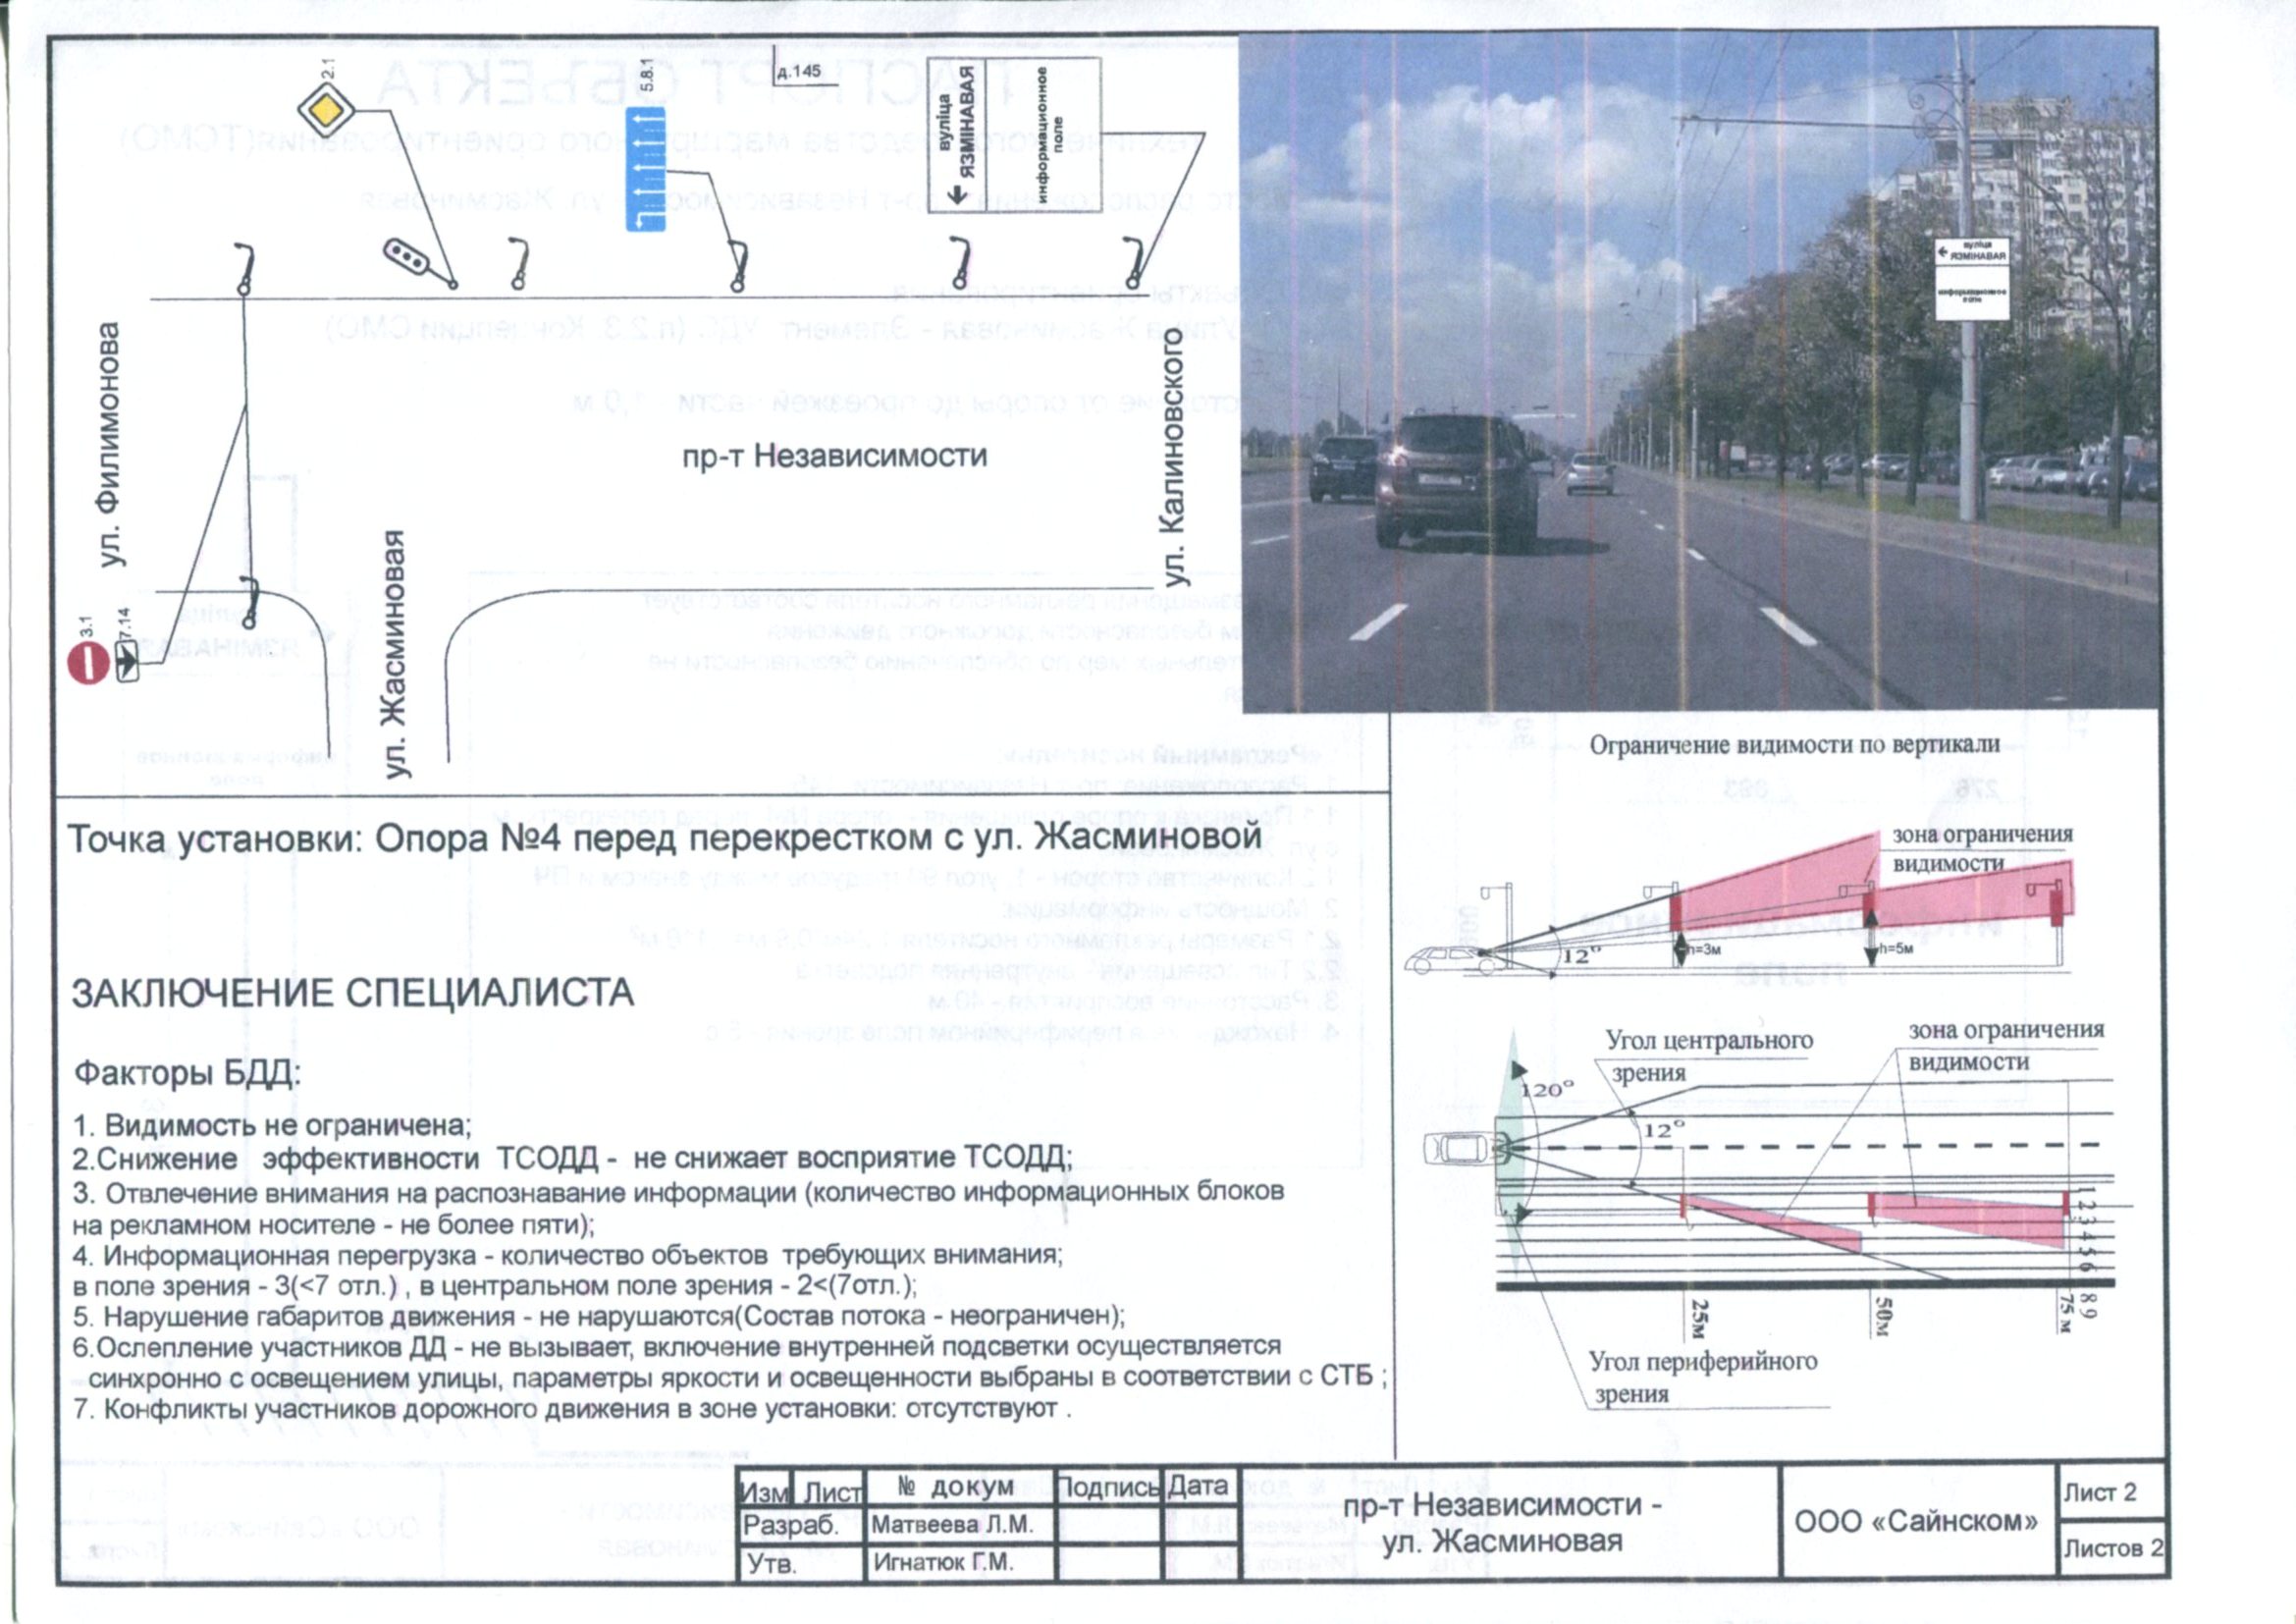 2.1
5.8.1
д.145
вуліца
ЯЗМІНАВАЯ
информационное
поле
ул. Филимонова
пр-т Независимости
ул. Калиновского
ул. Жасминовая
3.1
7.14
вуліца
ЯЗМІНАВАЯ
информационное
поле
Точка установки: Опора №4 перед перекрестком с ул. Жасминовой
ЗАКЛЮЧЕНИЕ СПЕЦИАЛИСТА
Факторы БДД:
1. Видимость не ограничена;
2.Снижение эффективности ТСОДД - не снижает восприятие ТСОДД;
3. Отвлечение внимания на распознавание информации (количество информационных блоков
на рекламном носителе - не более пяти);
4. Информационная перегрузка - количество объектов требующих внимания;
в поле зрения - 3(<7 отл.) , в центральном поле зрения - 2<(7отл.);
5. Нарушение габаритов движения - не нарушаются(Состав потока - неограничен);
6.Ослепление участников ДД - не вызывает, включение внутренней подсветки осуществляется
синхронно с освещением улицы, параметры яркости и освещенности выбраны в соответствии с СТБ ;
7. Конфликты участников дорожного движения в зоне установки: отсутствуют .
Ограничение видимости по вертикали
зона ограничения
видимости
12°
h=3м
h=5м
Угол центрального
зрения
зона ограничения
видимости
120°
12°
1
2
3
4
5
6
8
9
25м
50м
75 м
Угол периферийного
зрения
Изм Лист № докум Подпись Дата
Разраб. Матвеева Л.М.
Утв. Игнатюк Г.М.
пр-т Независимости -
ул. Жасминовая
ООО «Сайнском»
Лист 2
Листов 2